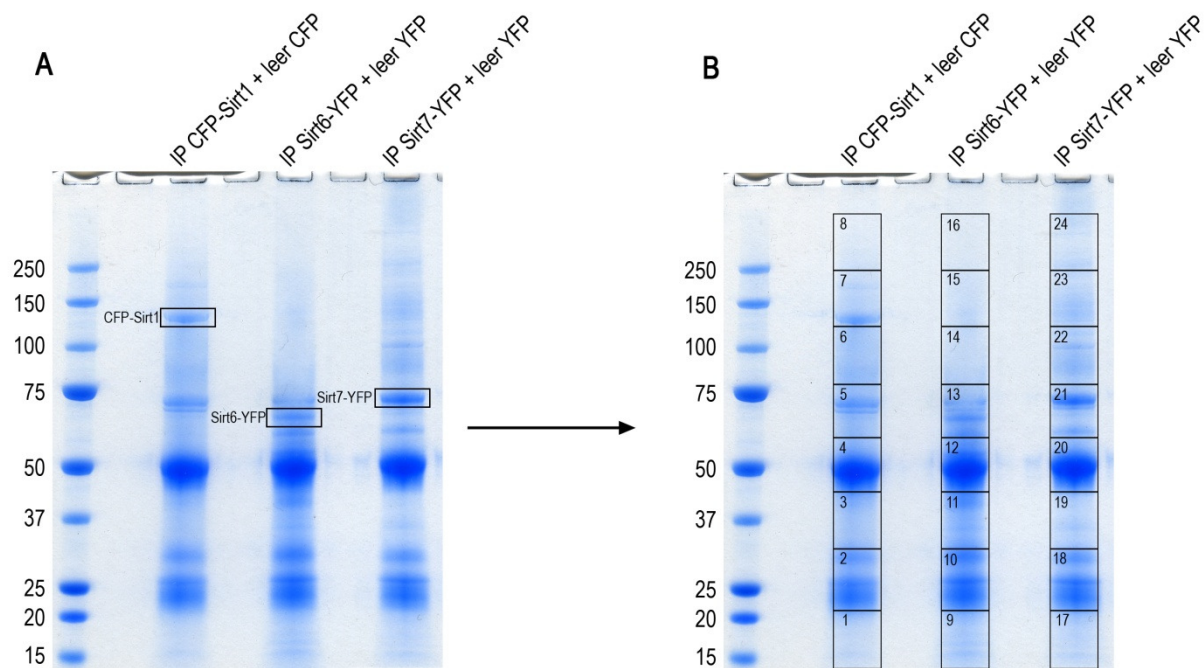 A
IP CFP-Sirt1 + leer CFP
IP Sirt6-YFP + leer YFP
IP Sirt7-YFP + leer YFP
250
150
CFP-Sirt1
100
75
Sirt7-YFP
Sirt6-YFP
50
37
25
20
15
B
IP CFP-Sirt1 + leer CFP
IP Sirt6-YFP + leer YFP
IP Sirt7-YFP + leer YFP
8 16 24
250
7 15 23
150
6 14 22
100
75
5 13 21
4 12 20
50
3 11 19
37
2 10 18
25
20
1 9 17
15